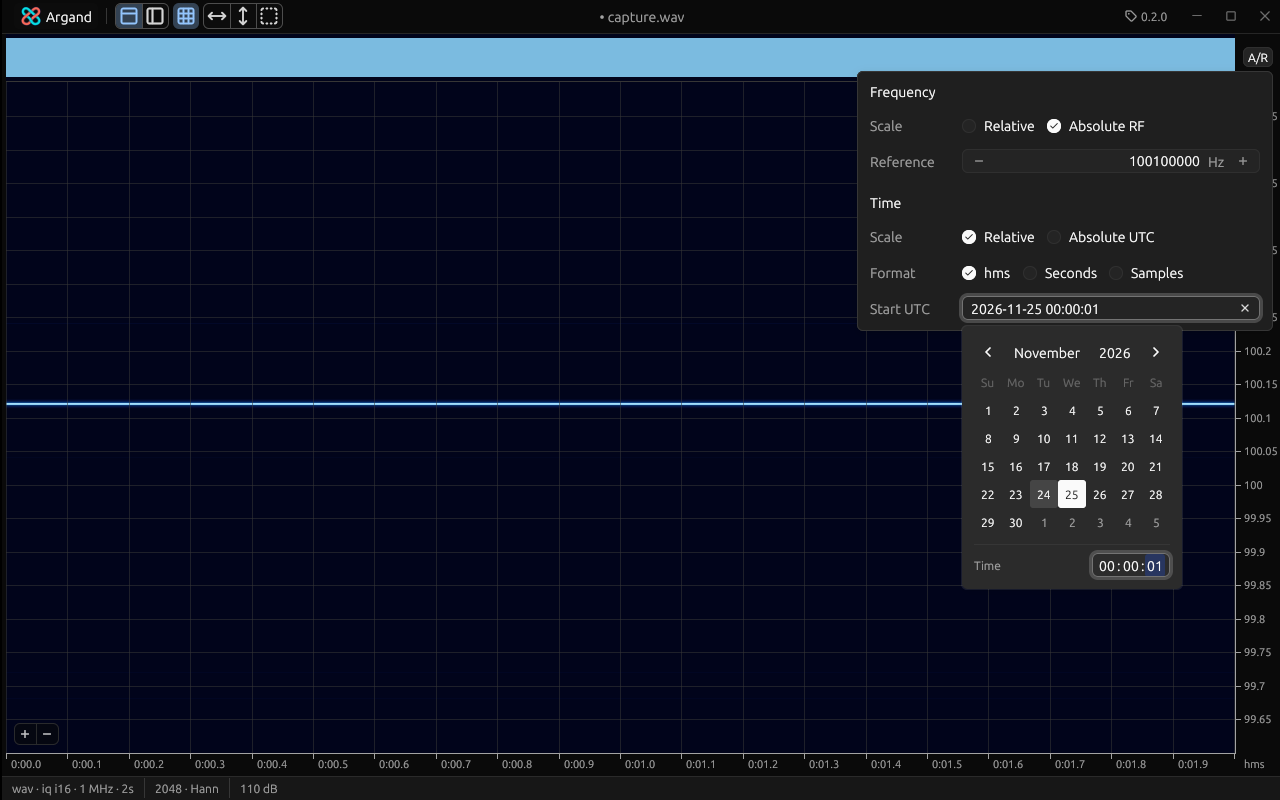 Argand
• capture.wav
0.2.0
A/R
Frequency
Scale Relative Absolute RF
Reference − 100100000 Hz +
Time
Scale Relative Absolute UTC
Format hms Seconds Samples
Start UTC 2026-11-25 00:00:01 ×
November 2026
Su Mo Tu We Th Fr Sa
1 2 3 4 5 6 7
8 9 10 11 12 13 14
15 16 17 18 19 20 21
22 23 24 25 26 27 28
29 30 1 2 3 4 5
Time 00:00:01
100.2
100.15
100.1
100.05
100
99.95
99.9
99.85
99.8
99.75
99.7
99.65
+ −
0:00.0 0:00.1 0:00.2 0:00.3 0:00.4 0:00.5 0:00.6 0:00.7 0:00.8 0:00.9 0:01.0 0:01.1 0:01.2 0:01.3 0:01.4 0:01.5 0:01.6 0:01.7 0:01.8 0:01.9 hms
wav · iq i16 · 1 MHz · 2s 2048 · Hann 110 dB